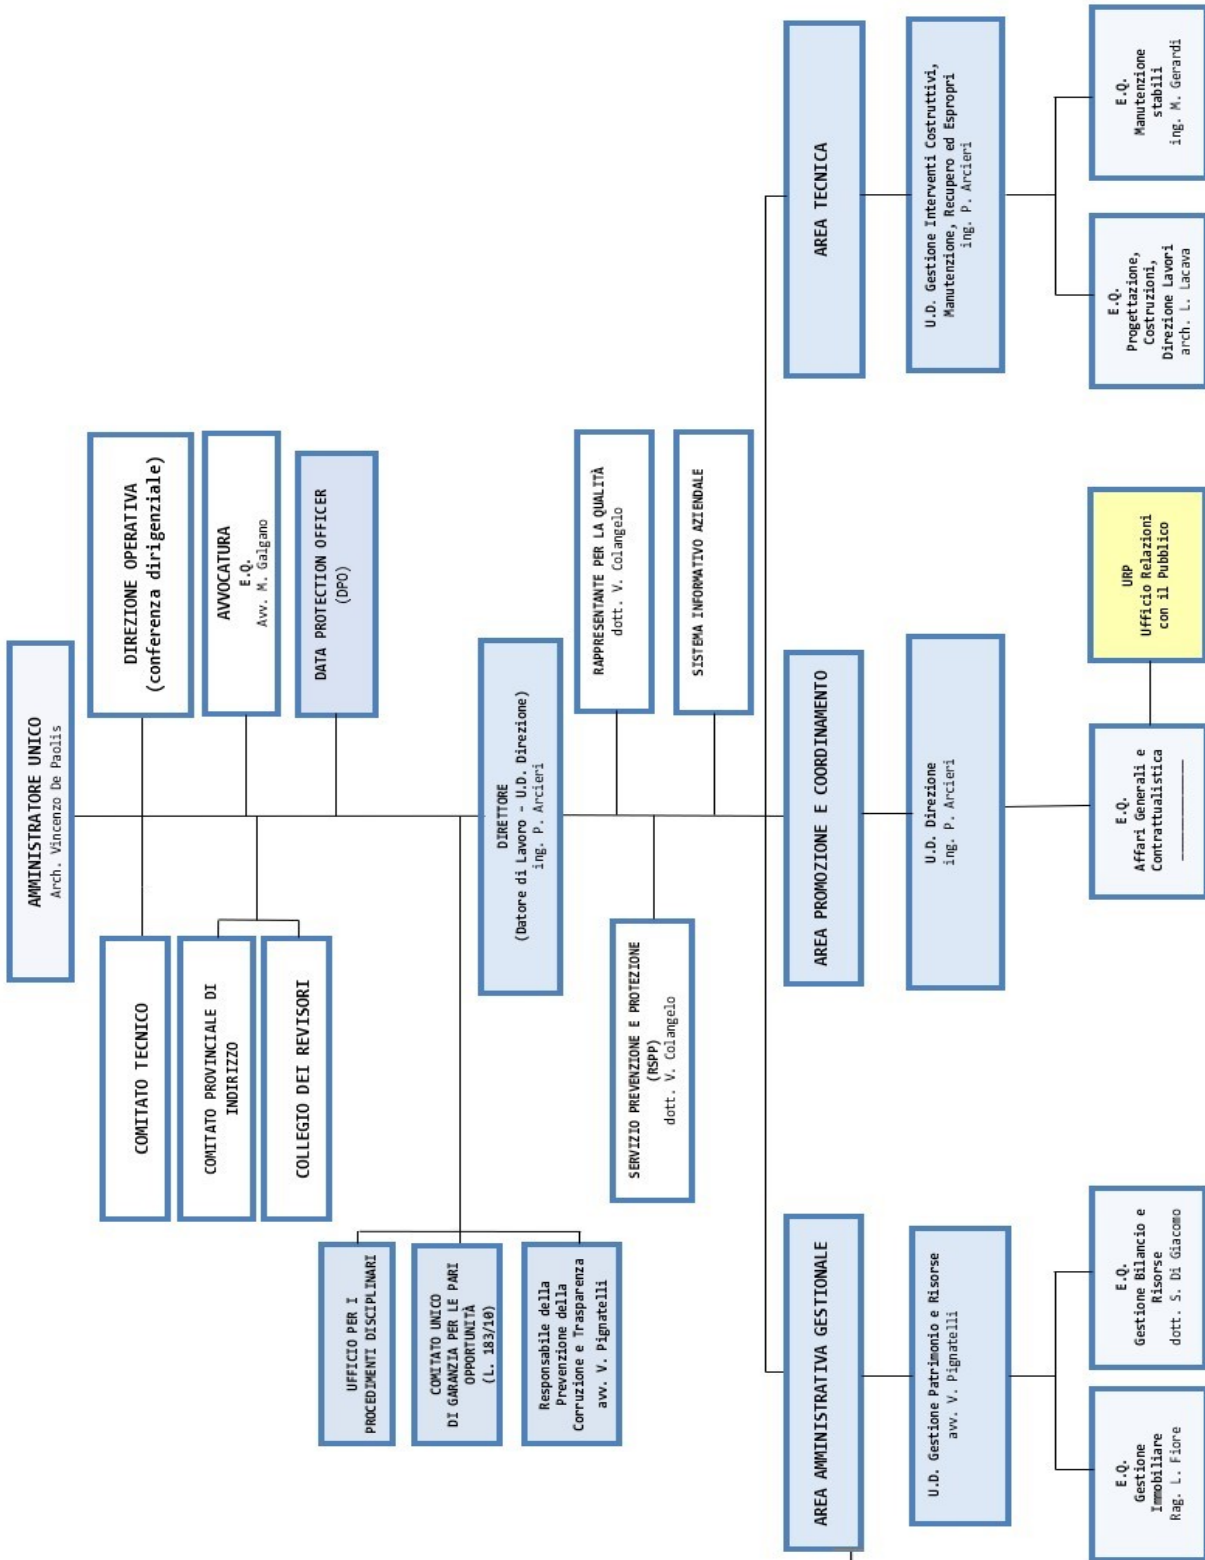 AMMINISTRATORE UNICO
Arch. Vincenzo De Paolis
COMITATO TECNICO
DIREZIONE OPERATIVA
(conferenza dirigenziale)
COMITATO PROVINCIALE DI
INDIRIZZO
AVVOCATURA
E.Q.
Avv. M. Galgano
COLLEGIO DEI REVISORI
DATA PROTECTION OFFICER
(DPO)
UFFICIO PER I
PROCEDIMENTI DISCIPLINARI
COMITATO UNICO
DI GARANZIA PER LE PARI
OPPORTUNITÀ
(L. 183/10)
Responsabile della
Prevenzione della
Corruzione e Trasparenza
avv. V. Pignatelli
DIRETTORE
(Datore di Lavoro – U.D. Direzione)
ing. P. Arcieri
RAPPRESENTANTE PER LA QUALITÀ
dott. V. Colangelo
SERVIZIO PREVENZIONE E PROTEZIONE
(RSPP)
dott. V. Colangelo
SISTEMA INFORMATIVO AZIENDALE
AREA AMMINISTRATIVA GESTIONALE
AREA PROMOZIONE E COORDINAMENTO
AREA TECNICA
U.D. Gestione Patrimonio e Risorse
avv. V. Pignatelli
U.D. Direzione
ing. P. Arcieri
U.D. Gestione Interventi Costruttivi,
Manutenzione, Recupero ed Espropri
ing. P. Arcieri
E.Q.
Gestione
Immobiliare
Rag. L. Fiore
E.Q.
Gestione Bilancio e
Risorse
dott. S. Di Giacomo
E.Q.
Affari Generali e
Contrattualistica
URP
Ufficio Relazioni
con il Pubblico
E.Q.
Progettazione,
Costruzioni,
Direzione Lavori
arch. L. Lacava
E.Q.
Manutenzione
stabili
ing. M. Gerardi